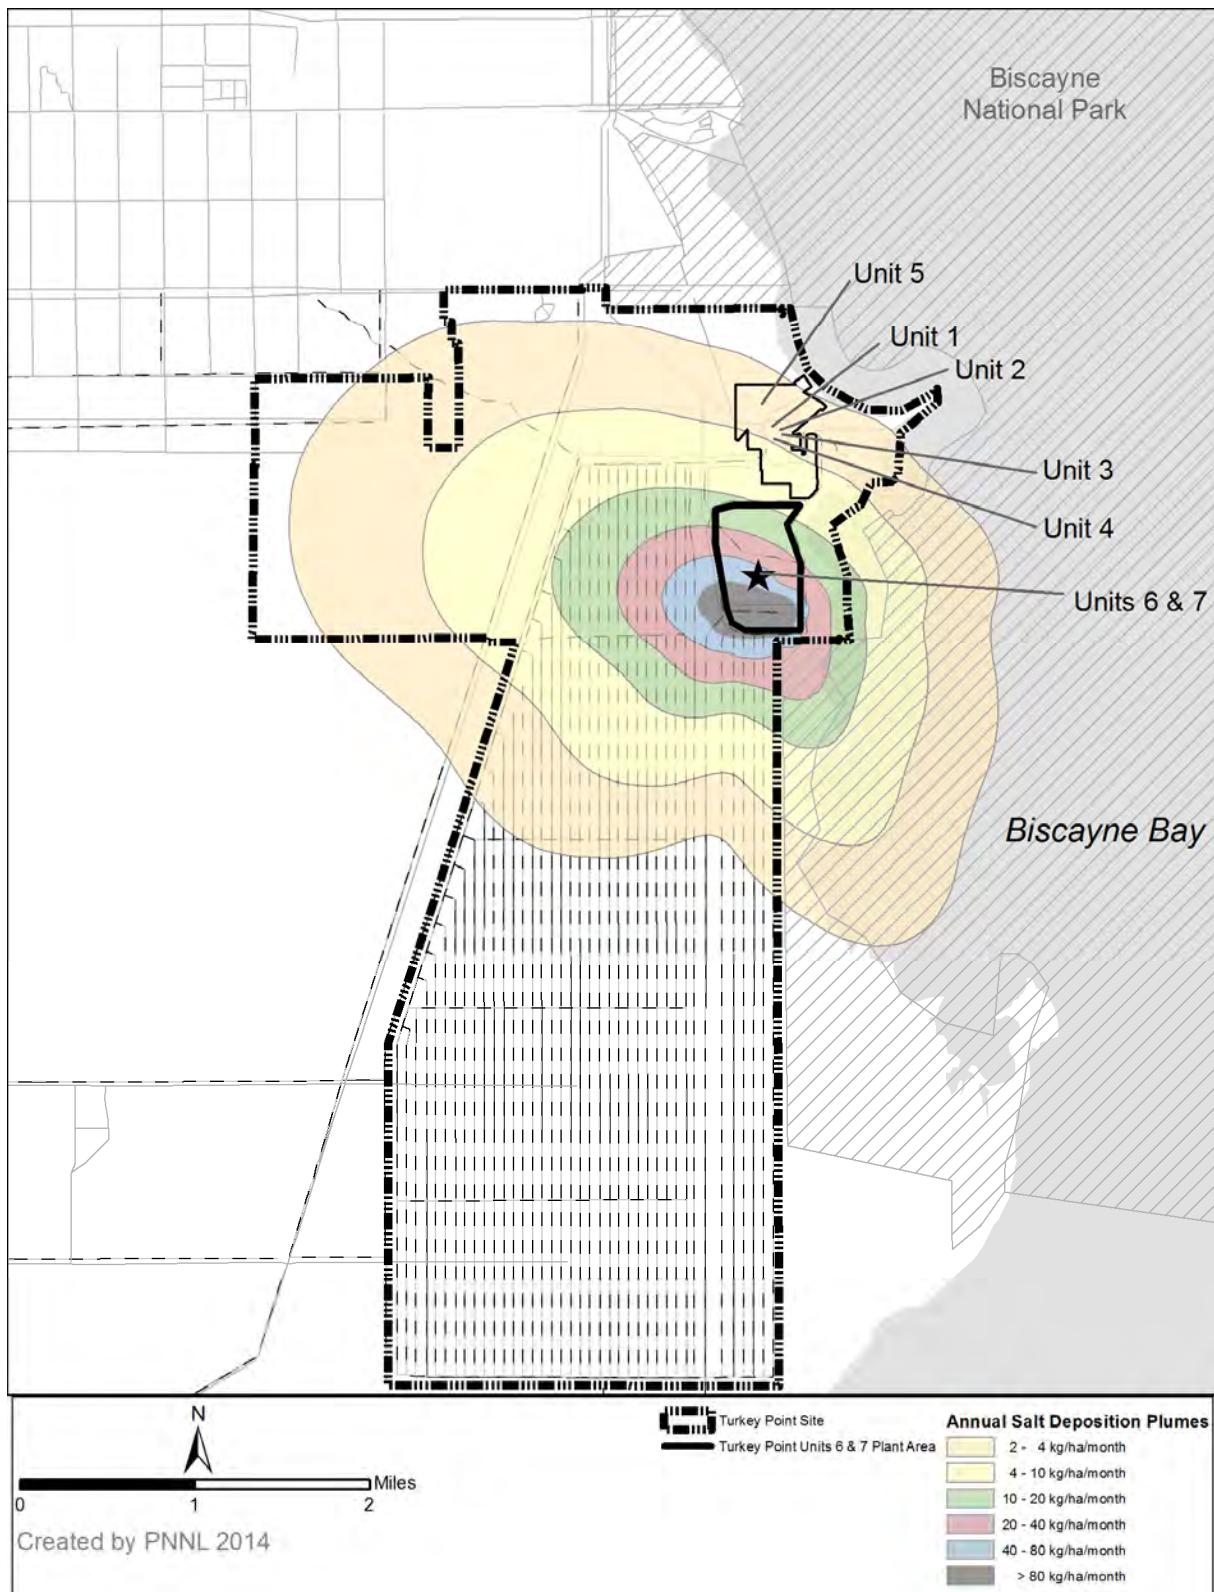 Biscayne
National Park
Unit 5
Unit 1
Unit 2
Unit 3
Unit 4
Units 6 & 7
Biscayne Bay
N
Miles
0 1 2
Created by PNNL 2014
Turkey Point Site
Turkey Point Units 6 & 7 Plant Area
Annual Salt Deposition Plumes
2 - 4 kg/ha/month
4 - 10 kg/ha/month
10 - 20 kg/ha/month
20 - 40 kg/ha/month
40 - 80 kg/ha/month
> 80 kg/ha/month